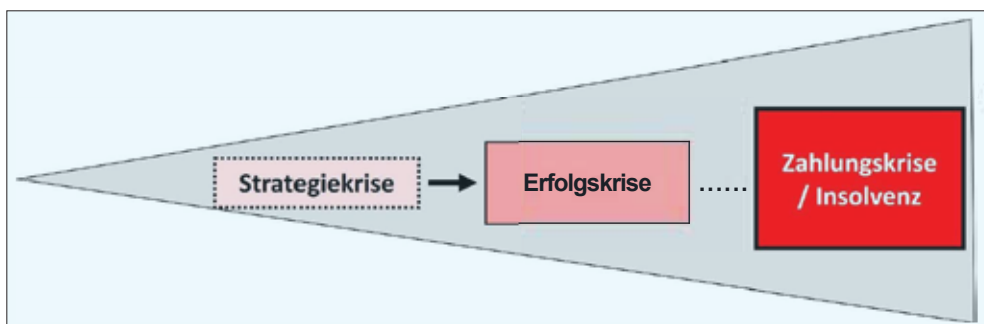 Strategiekrise
Erfolgskrise
......
Zahlungskrise
/ Insolvenz